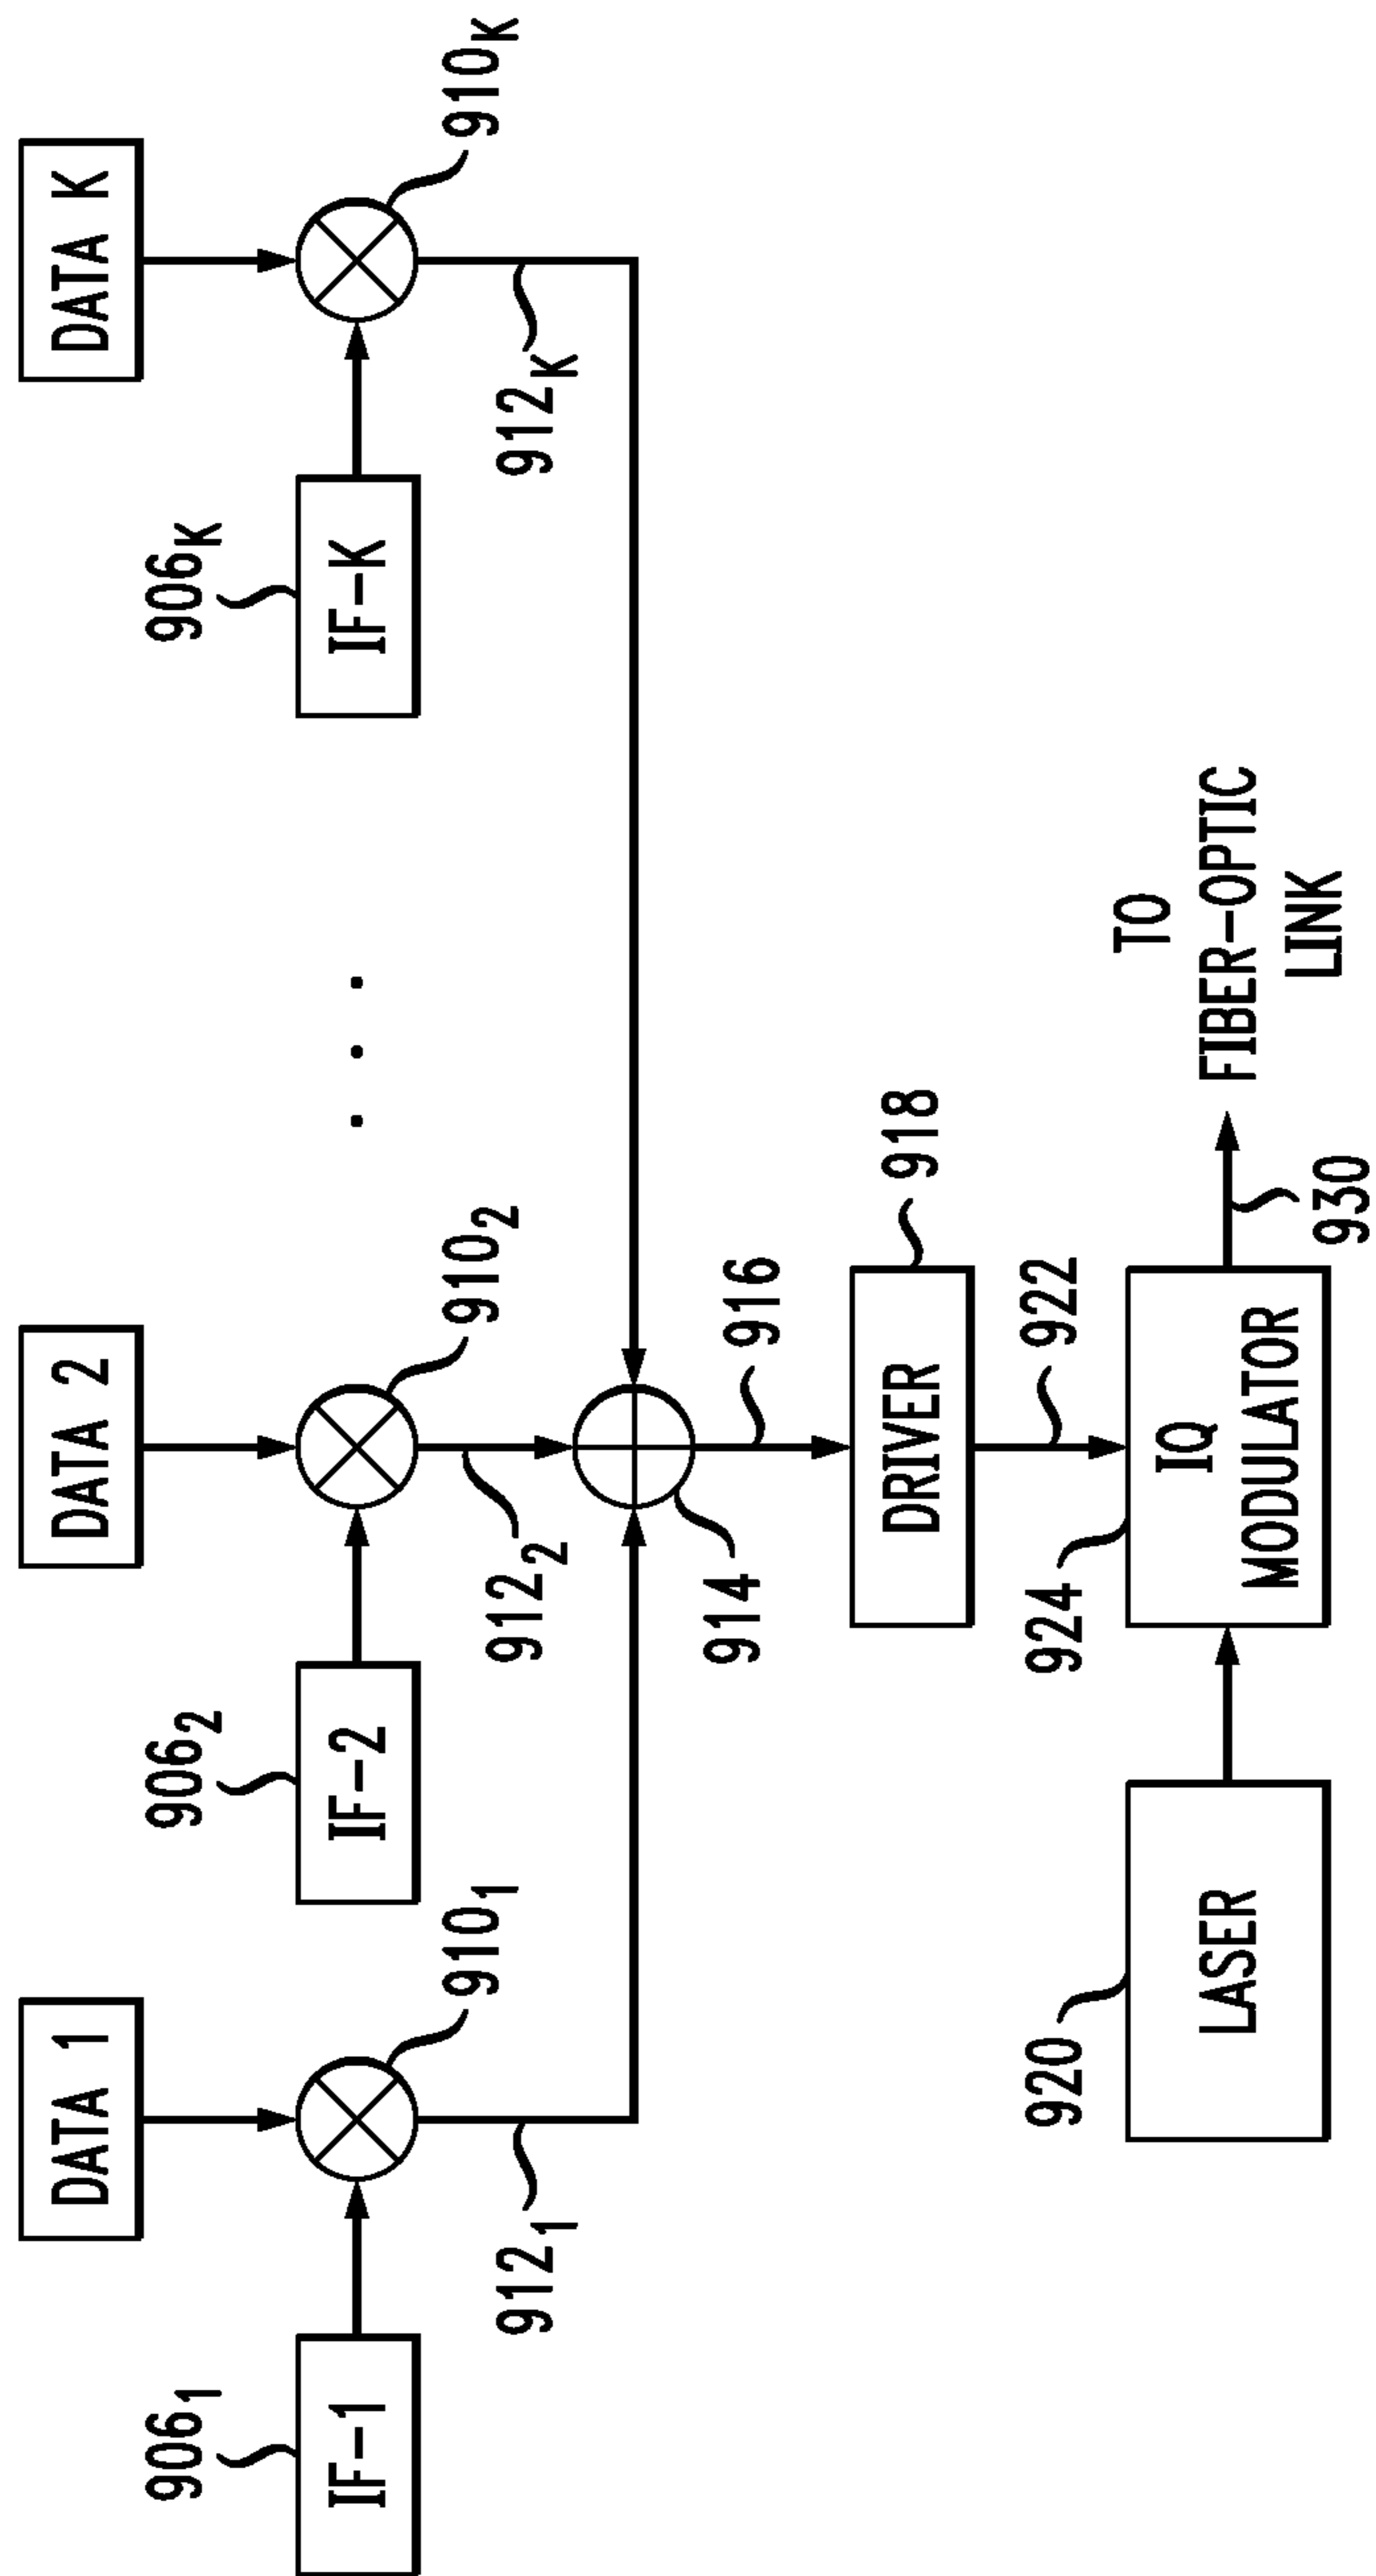 DATA 1
DATA 2
DATA K
906₁
IF-1
906₂
IF-2
. . .
906K
IF-K
910₁
910₂
910K
912₁
912₂
912K
914
916
DRIVER
918
920
LASER
924
922
IQ
MODULATOR
930
TO
FIBER-OPTIC
LINK